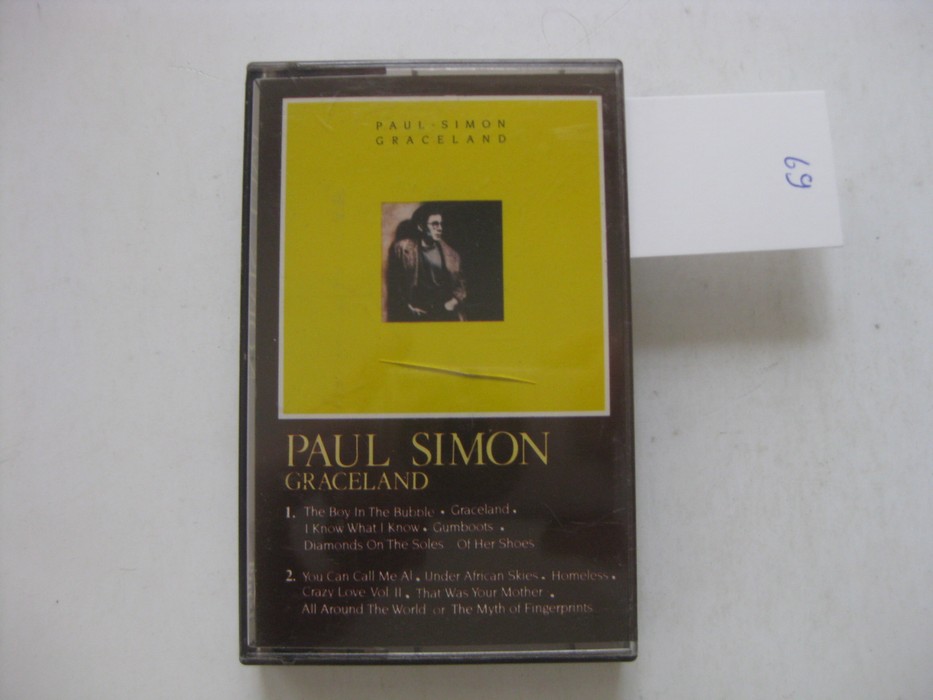 PAUL·SIMON
GRACELAND
69
PAUL SIMON
GRACELAND
1. The Boy In The Bubble • Graceland •
I Know What I Know • Gumboots •
Diamonds On The Soles Of Her Shoes
2. You Can Call Me Al • Under African Skies • Homeless •
Crazy Love Vol II • That Was Your Mother •
All Around The World or The Myth of Fingerprints